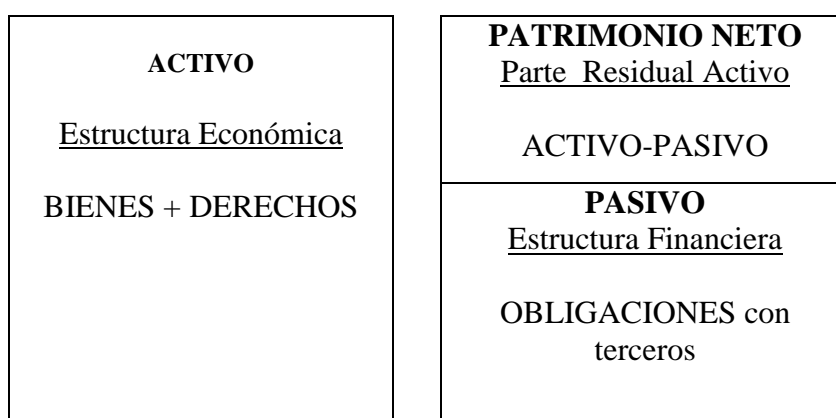 ACTIVO
Estructura Económica
BIENES + DERECHOS
PATRIMONIO NETO
Parte Residual Activo
ACTIVO-PASIVO
PASIVO
Estructura Financiera
OBLIGACIONES con
terceros